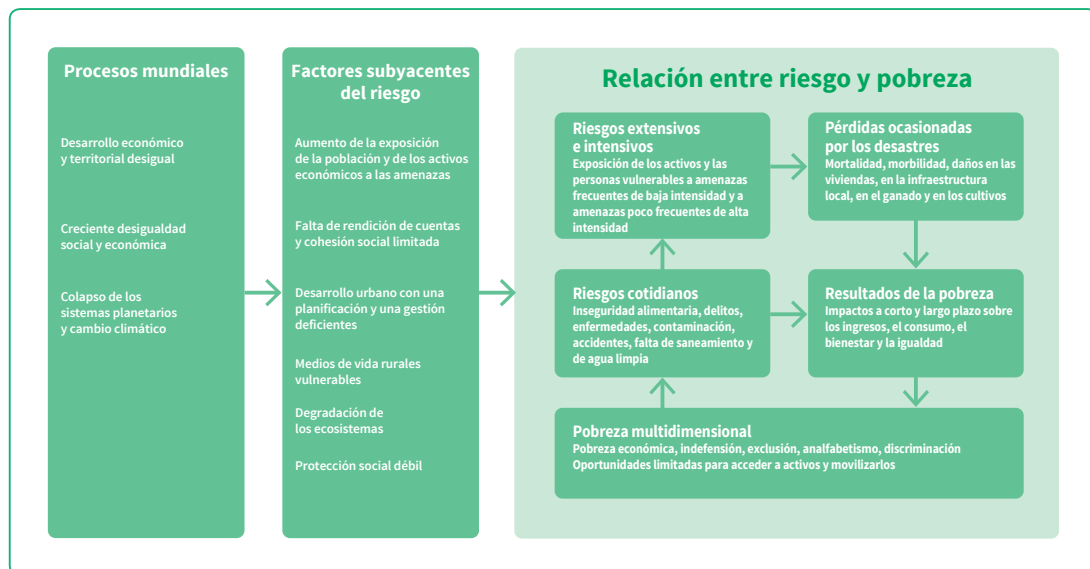 Procesos mundiales
Desarrollo económico
y territorial desigual
Creciente desigualdad
social y económica
Colapso de los
sistemas planetarios
y cambio climático
Factores subyacentes
del riesgo
Aumento de la exposición
de la población y de los activos
económicos a las amenazas
Falta de rendición de cuentas
y cohesión social limitada
Desarrollo urbano con una
planificación y una gestión
deficientes
Medios de vida rurales
vulnerables
Degradación de
los ecosistemas
Protección social débil
Relación entre riesgo y pobreza
Riesgos extensivos
e intensivos
Exposición de los activos y las
personas vulnerables a amenazas
frecuentes de baja intensidad y a
amenazas poco frecuentes de alta
intensidad
Pérdidas ocasionadas
por los desastres
Mortalidad, morbilidad, daños en las
viviendas, en la infraestructura
local, en el ganado y en los cultivos
Riesgos cotidianos
Inseguridad alimentaria, delitos,
enfermedades, contaminación,
accidentes, falta de saneamiento y
de agua limpia
Resultados de la pobreza
Impactos a corto y largo plazo sobre
los ingresos, el consumo, el
bienestar y la igualdad
Pobreza multidimensional
Pobreza económica, indefensión, exclusión, analfabetismo, discriminación
Oportunidades limitadas para acceder a activos y movilizarlos